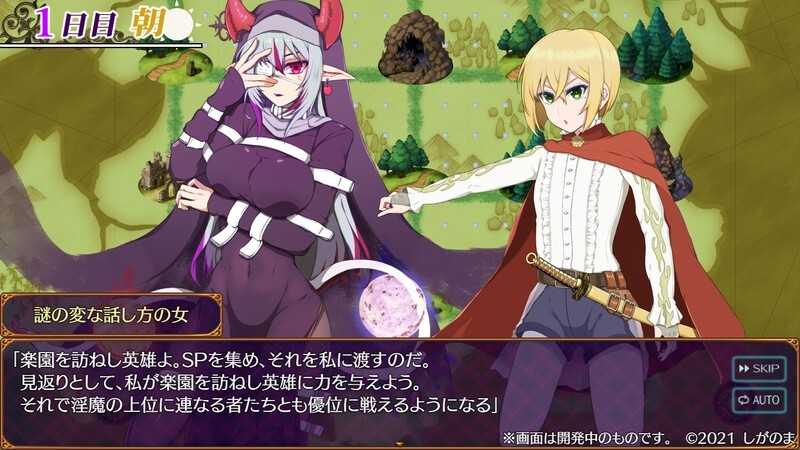 1日目 朝
謎の変な話し方の女
「楽園を訪ねし英雄よ。SPを集め、それを私に渡すのだ。
見返りとして、私が楽園を訪ねし英雄に力を与えよう。
それで淫魔の上位に連なる者たちとも優位に戦えるようになる」
SKIP
AUTO
※画面は開発中のものです。 ©2021 しがのま